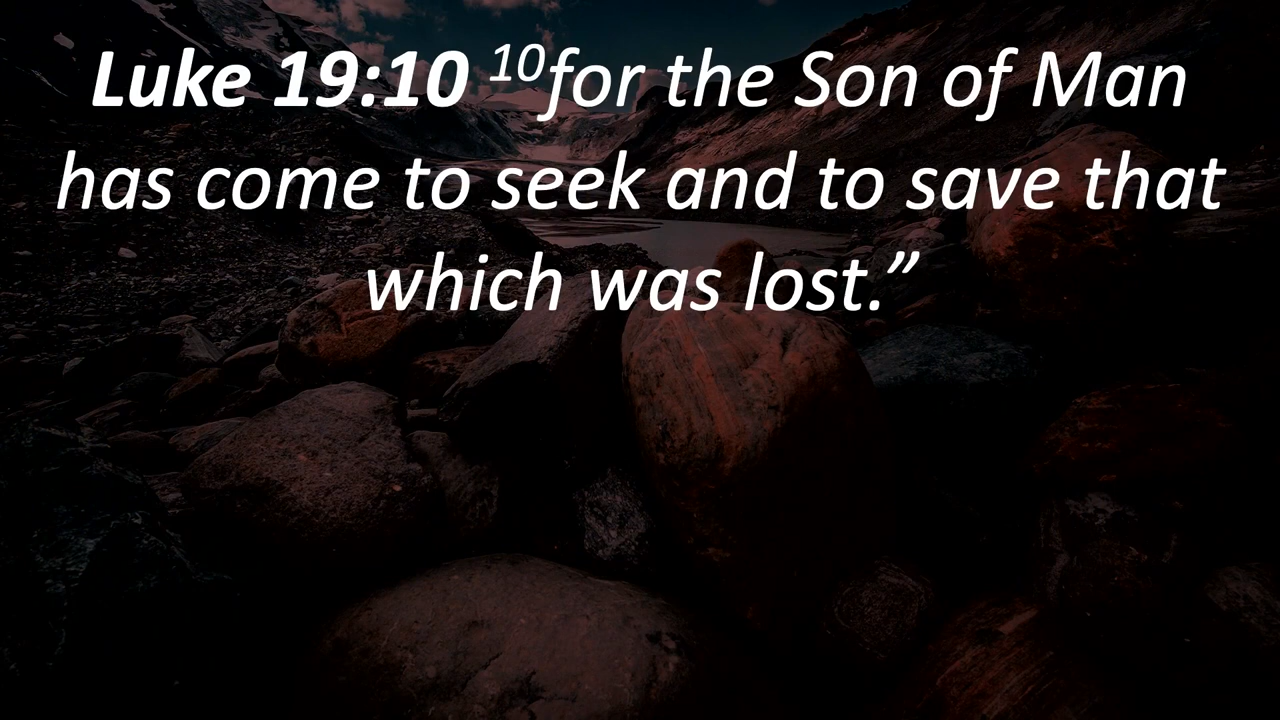 Luke 19:10 ¹⁰for the Son of Man
has come to seek and to save that
which was lost.”